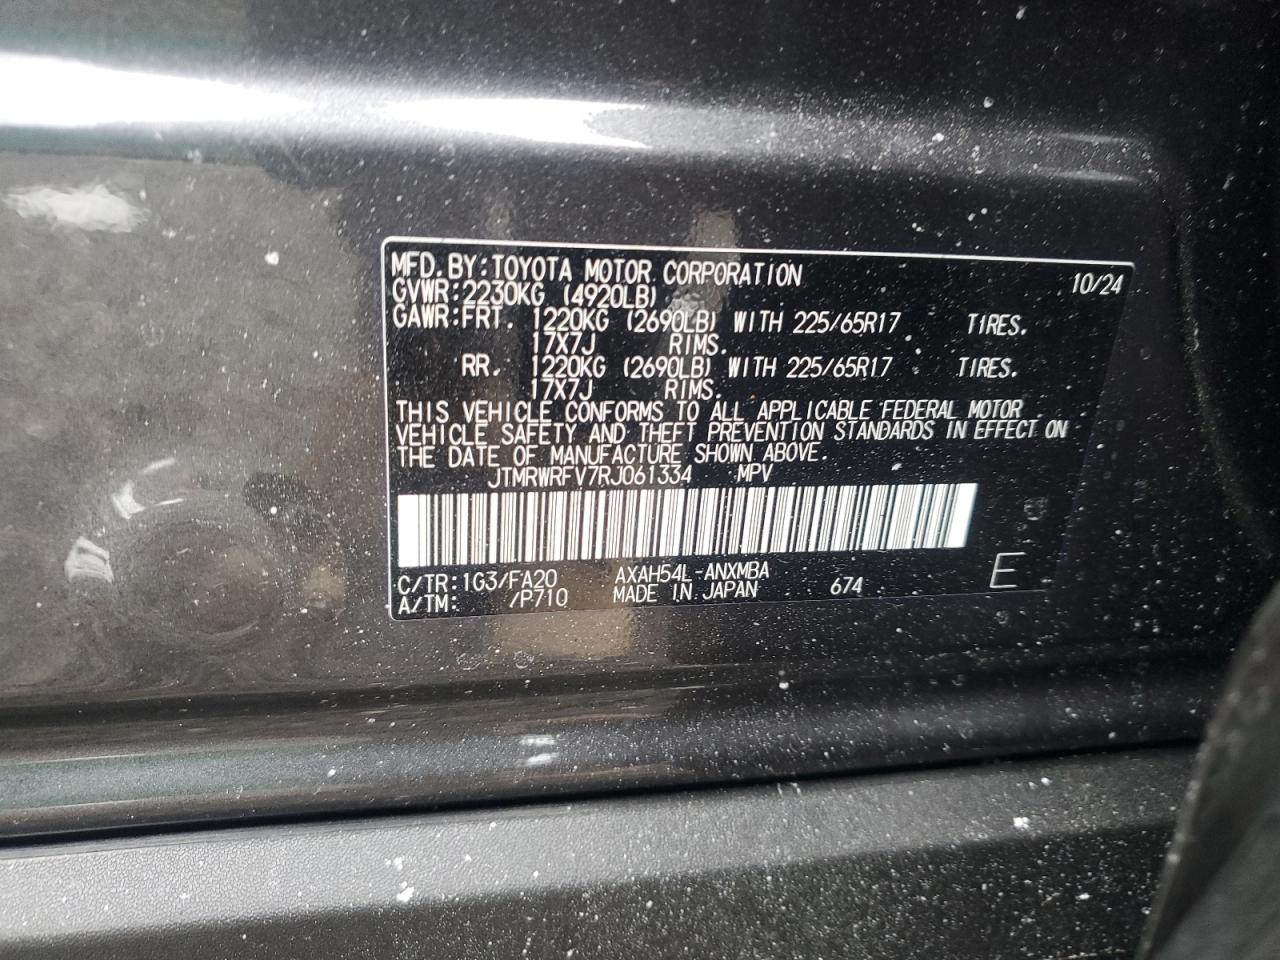 MFD.BY:TOYOTA MOTOR CORPORATION 10/24
GVWR:2230KG (4920LB)
GAWR:FRT. 1220KG (2690LB) WITH 225/65R17 TIRES.
17X7J RIMS.
RR. 1220KG (2690LB) WITH 225/65R17 TIRES.
17X7J RIMS.
THIS VEHICLE CONFORMS TO ALL APPLICABLE FEDERAL MOTOR
VEHICLE SAFETY AND THEFT PREVENTION STANDARDS IN EFFECT ON
THE DATE OF MANUFACTURE SHOWN ABOVE.
JTMRWRFV7RJ061334 MPV
C/TR:1G3/FA20 AXAH54L-ANXMBA
A/TM: /P710 MADE IN JAPAN 674 E